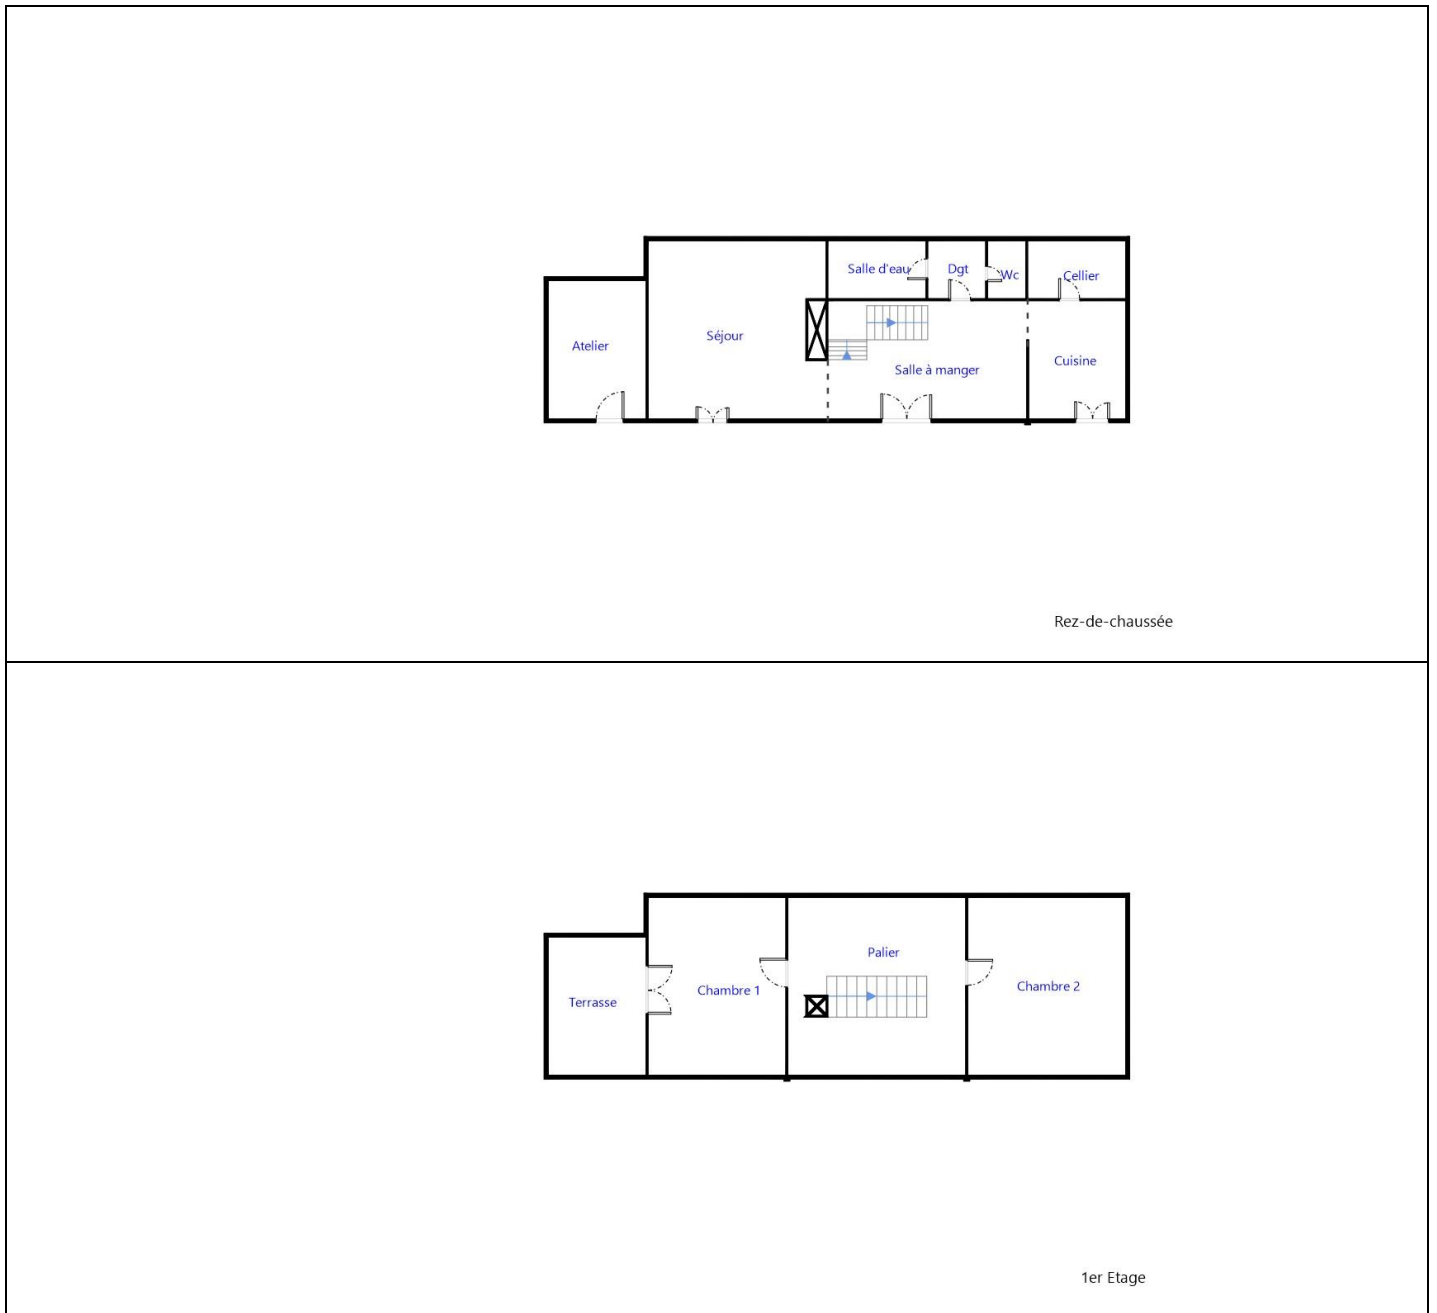 Salle d'eau
Dgt
Wc
Cellier
Séjour
Atelier
Salle à manger
Cuisine
Rez-de-chaussée
Palier
Chambre 1
Chambre 2
Terrasse
1er Etage